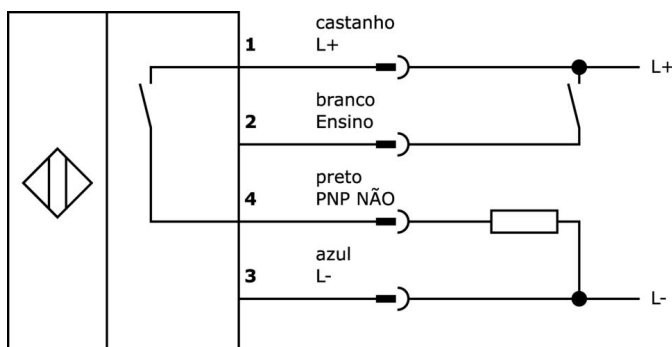 castanho
1 L+
L+
branco
2 Ensino
preto
4 PNP NÃO
azul
3 L-
L-